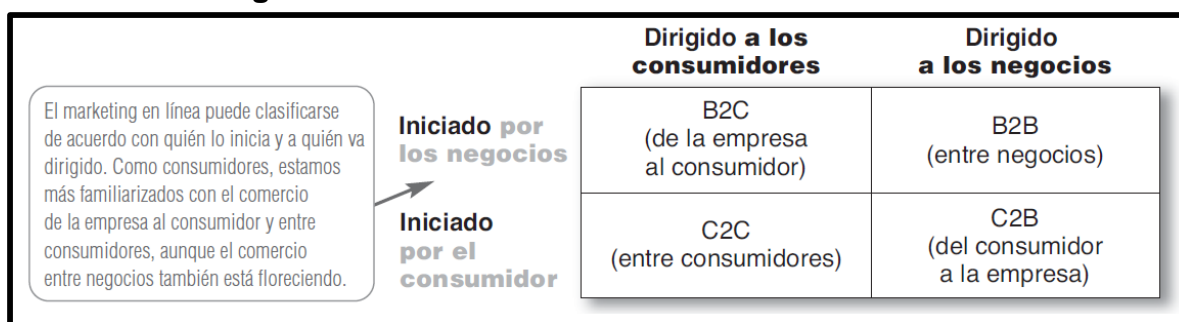 Dirigido a los
consumidores
Dirigido
a los negocios
El marketing en línea puede clasificarse
de acuerdo con quién lo inicia y a quién va
dirigido. Como consumidores, estamos
más familiarizados con el comercio
de la empresa al consumidor y entre
consumidores, aunque el comercio
entre negocios también está floreciendo.
Iniciado por
los negocios
B2C
(de la empresa
al consumidor)
B2B
(entre negocios)
Iniciado
por el
consumidor
C2C
(entre consumidores)
C2B
(del consumidor
a la empresa)